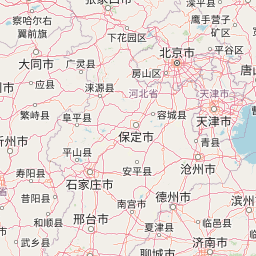 张家口市
滦平县
察右
翼前旗
下花园区
鹰手营子
矿区
大同市
广灵县
北京市
平谷区
应县
涞源县
房山区
河北省
唐山
天津市
繁峙县
阜平县
容城县
天津市
保定市
忻州市
平山县
青县
寿阳县
石家庄市
安平县
沧州市
昔阳县
南宫市
德州市
滨州
和顺县
邢台市
夏津县
临邑县
武乡县
聊城市
济南市